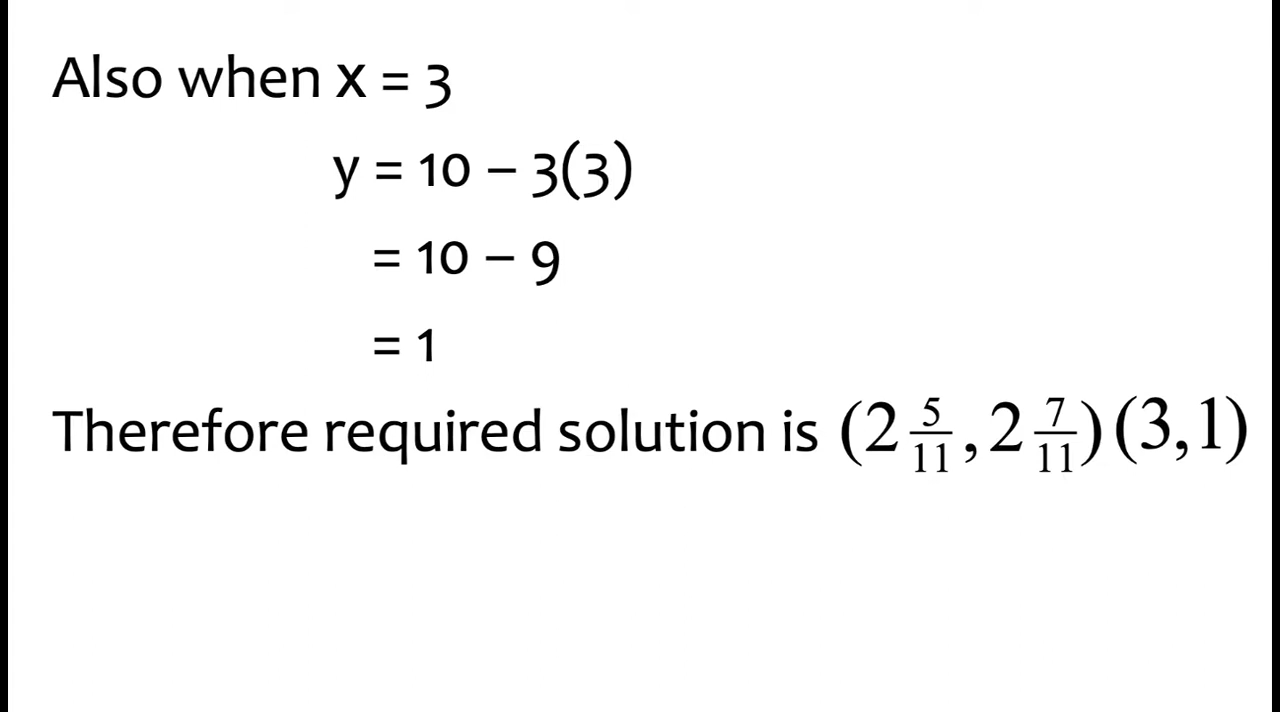 Also when x = 3
y = 10 – 3(3)
= 10 – 9
= 1
Therefore required solution is (2 5/11, 2 7/11)(3,1)